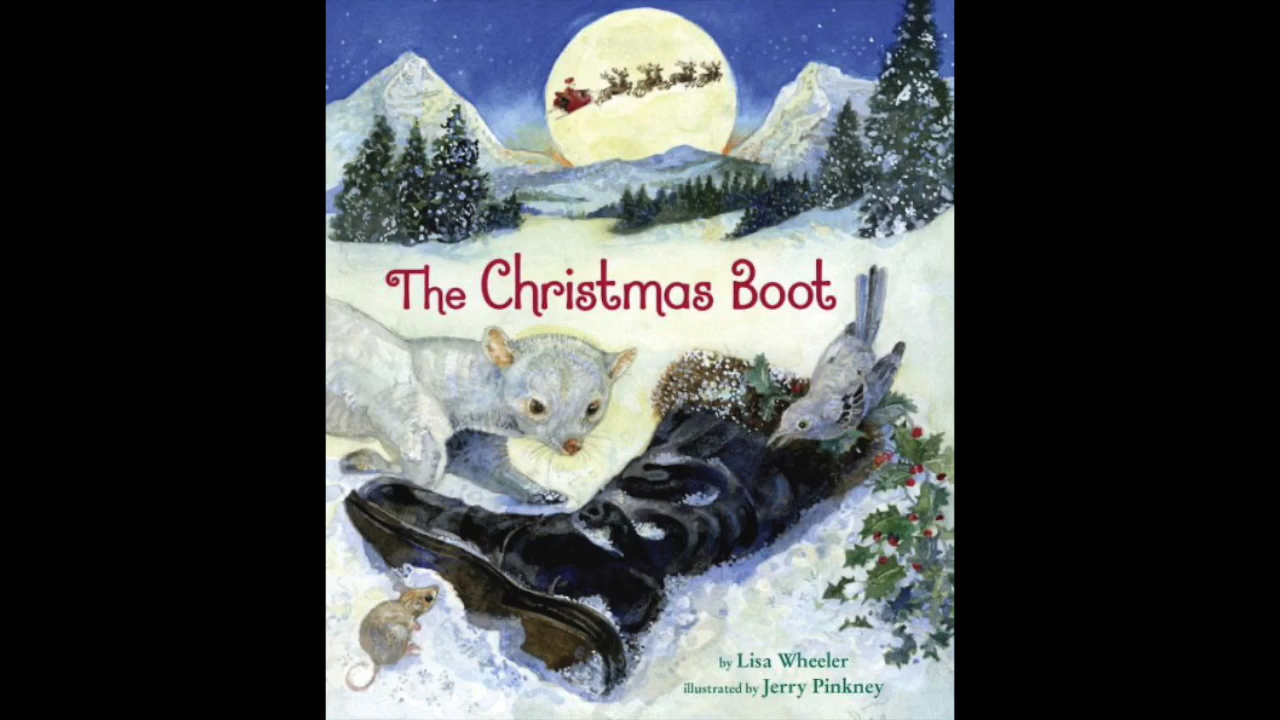 The Christmas Boot
by Lisa Wheeler
illustrated by Jerry Pinkney